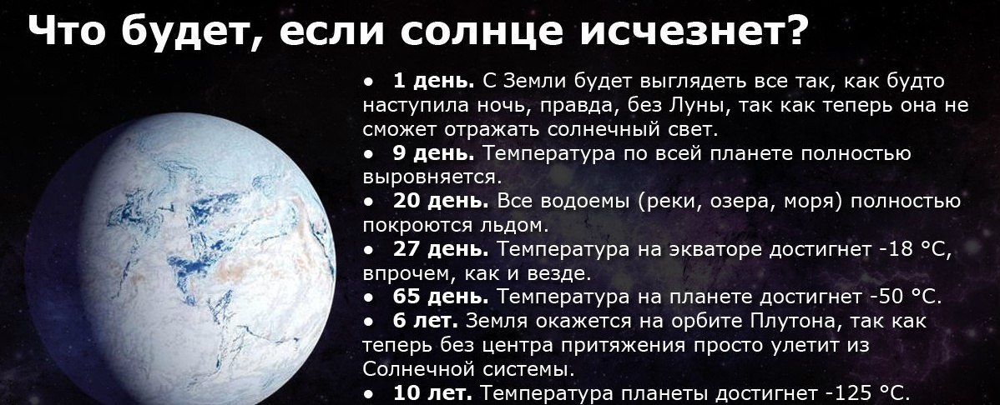 Что будет, если солнце исчезнет?
● 1 день. С Земли будет выглядеть все так, как будто
наступила ночь, правда, без Луны, так как теперь она не
сможет отражать солнечный свет.
● 9 день. Температура по всей планете полностью
выровняется.
● 20 день. Все водоемы (реки, озера, моря) полностью
покроются льдом.
● 27 день. Температура на экваторе достигнет -18 °C,
впрочем, как и везде.
● 65 день. Температура на планете достигнет -50 °C.
● 6 лет. Земля окажется на орбите Плутона, так как
теперь без центра притяжения просто улетит из
Солнечной системы.
● 10 лет. Температура планеты достигнет -125 °C.